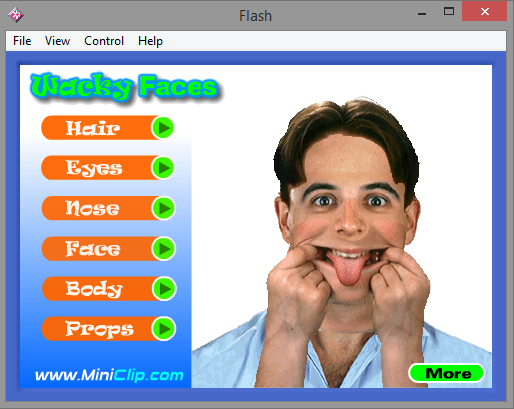 Flash
File View Control Help
Wacky Faces
Hair
Eyes
Nose
Face
Body
Props
www.MiniClip.com
More